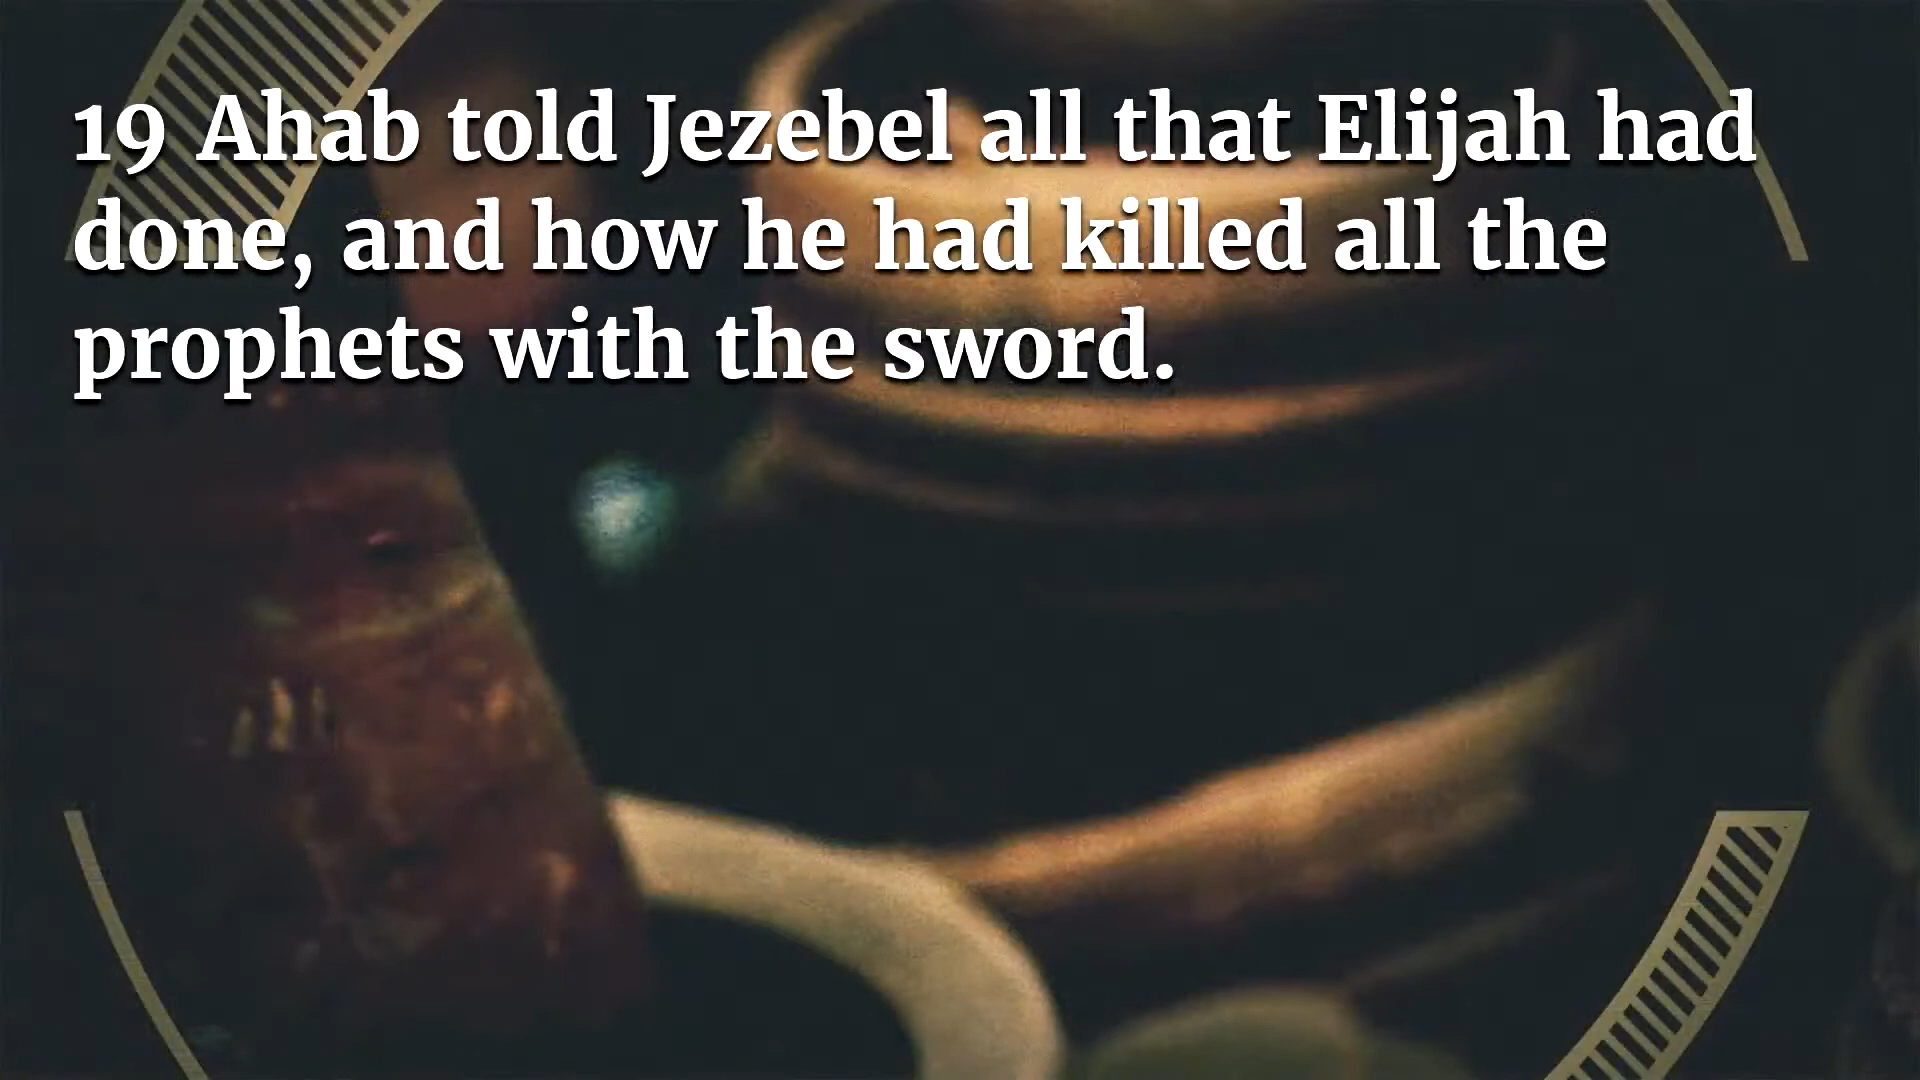 19 Ahab told Jezebel all that Elijah had
done, and how he had killed all the
prophets with the sword.